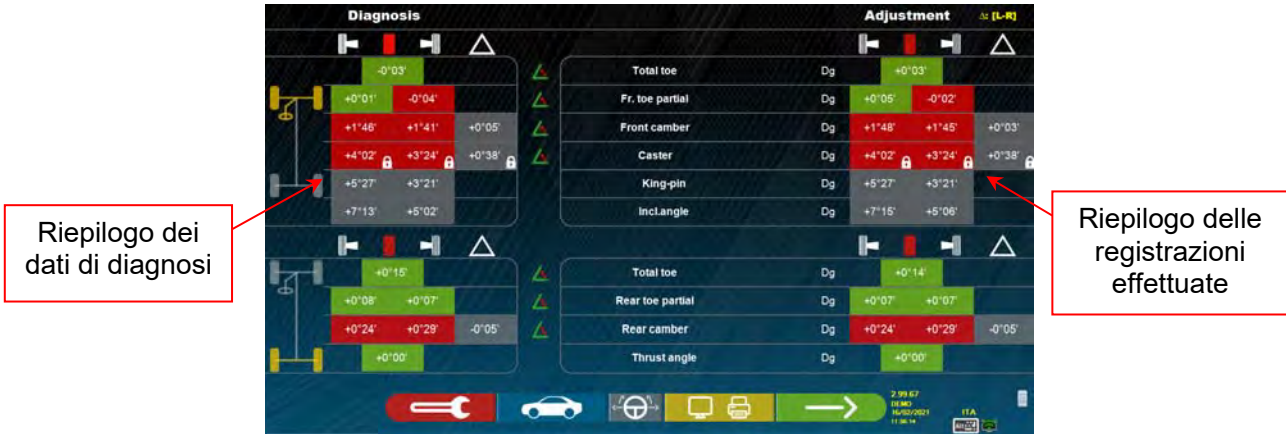 Diagnosis Adjustment Δ: [L-R]
-0°03' Total toe Dg +0°03'
+0°01' -0°04' Fr. toe partial Dg +0°05' -0°02'
+1°46' +1°41' +0°05' Front camber Dg +1°48' +1°45' +0°03'
+4°02' +3°24' +0°38' Caster Dg +4°02' +3°24' +0°38'
+5°27' +3°21' King-pin Dg +5°27' +3°21'
+7°13' +5°02' Incl.angle Dg +7°15' +5°06'
Riepilogo dei
dati di diagnosi
Riepilogo delle
registrazioni
effettuate
+0°15' Total toe Dg +0°14'
+0°08' +0°07' Rear toe partial Dg +0°07' +0°07'
+0°24' +0°29' -0°05' Rear camber Dg +0°24' +0°29' -0°05'
+0°00' Thrust angle Dg +0°00'
2.99.67
DEMO
16/02/2021
ITA